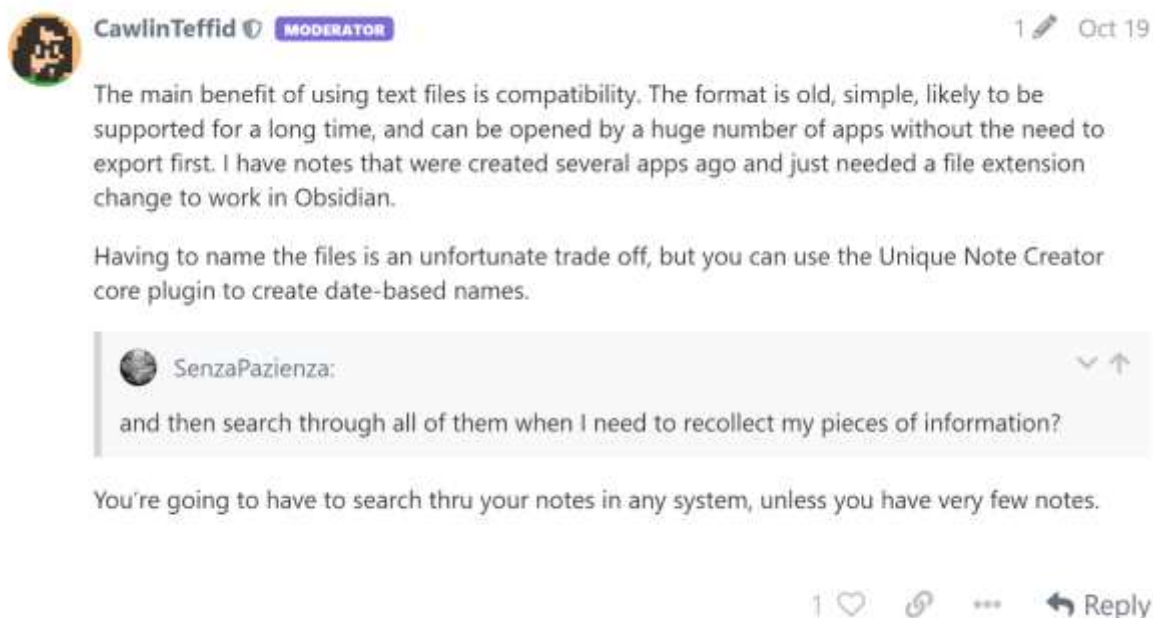 CawlinTeffid MODERATOR 1 Oct 19
The main benefit of using text files is compatibility. The format is old, simple, likely to be
supported for a long time, and can be opened by a huge number of apps without the need to
export first. I have notes that were created several apps ago and just needed a file extension
change to work in Obsidian.
Having to name the files is an unfortunate trade off, but you can use the Unique Note Creator
core plugin to create date-based names.
SenzaPazienza:
and then search through all of them when I need to recollect my pieces of information?
You’re going to have to search thru your notes in any system, unless you have very few notes.
1 Reply